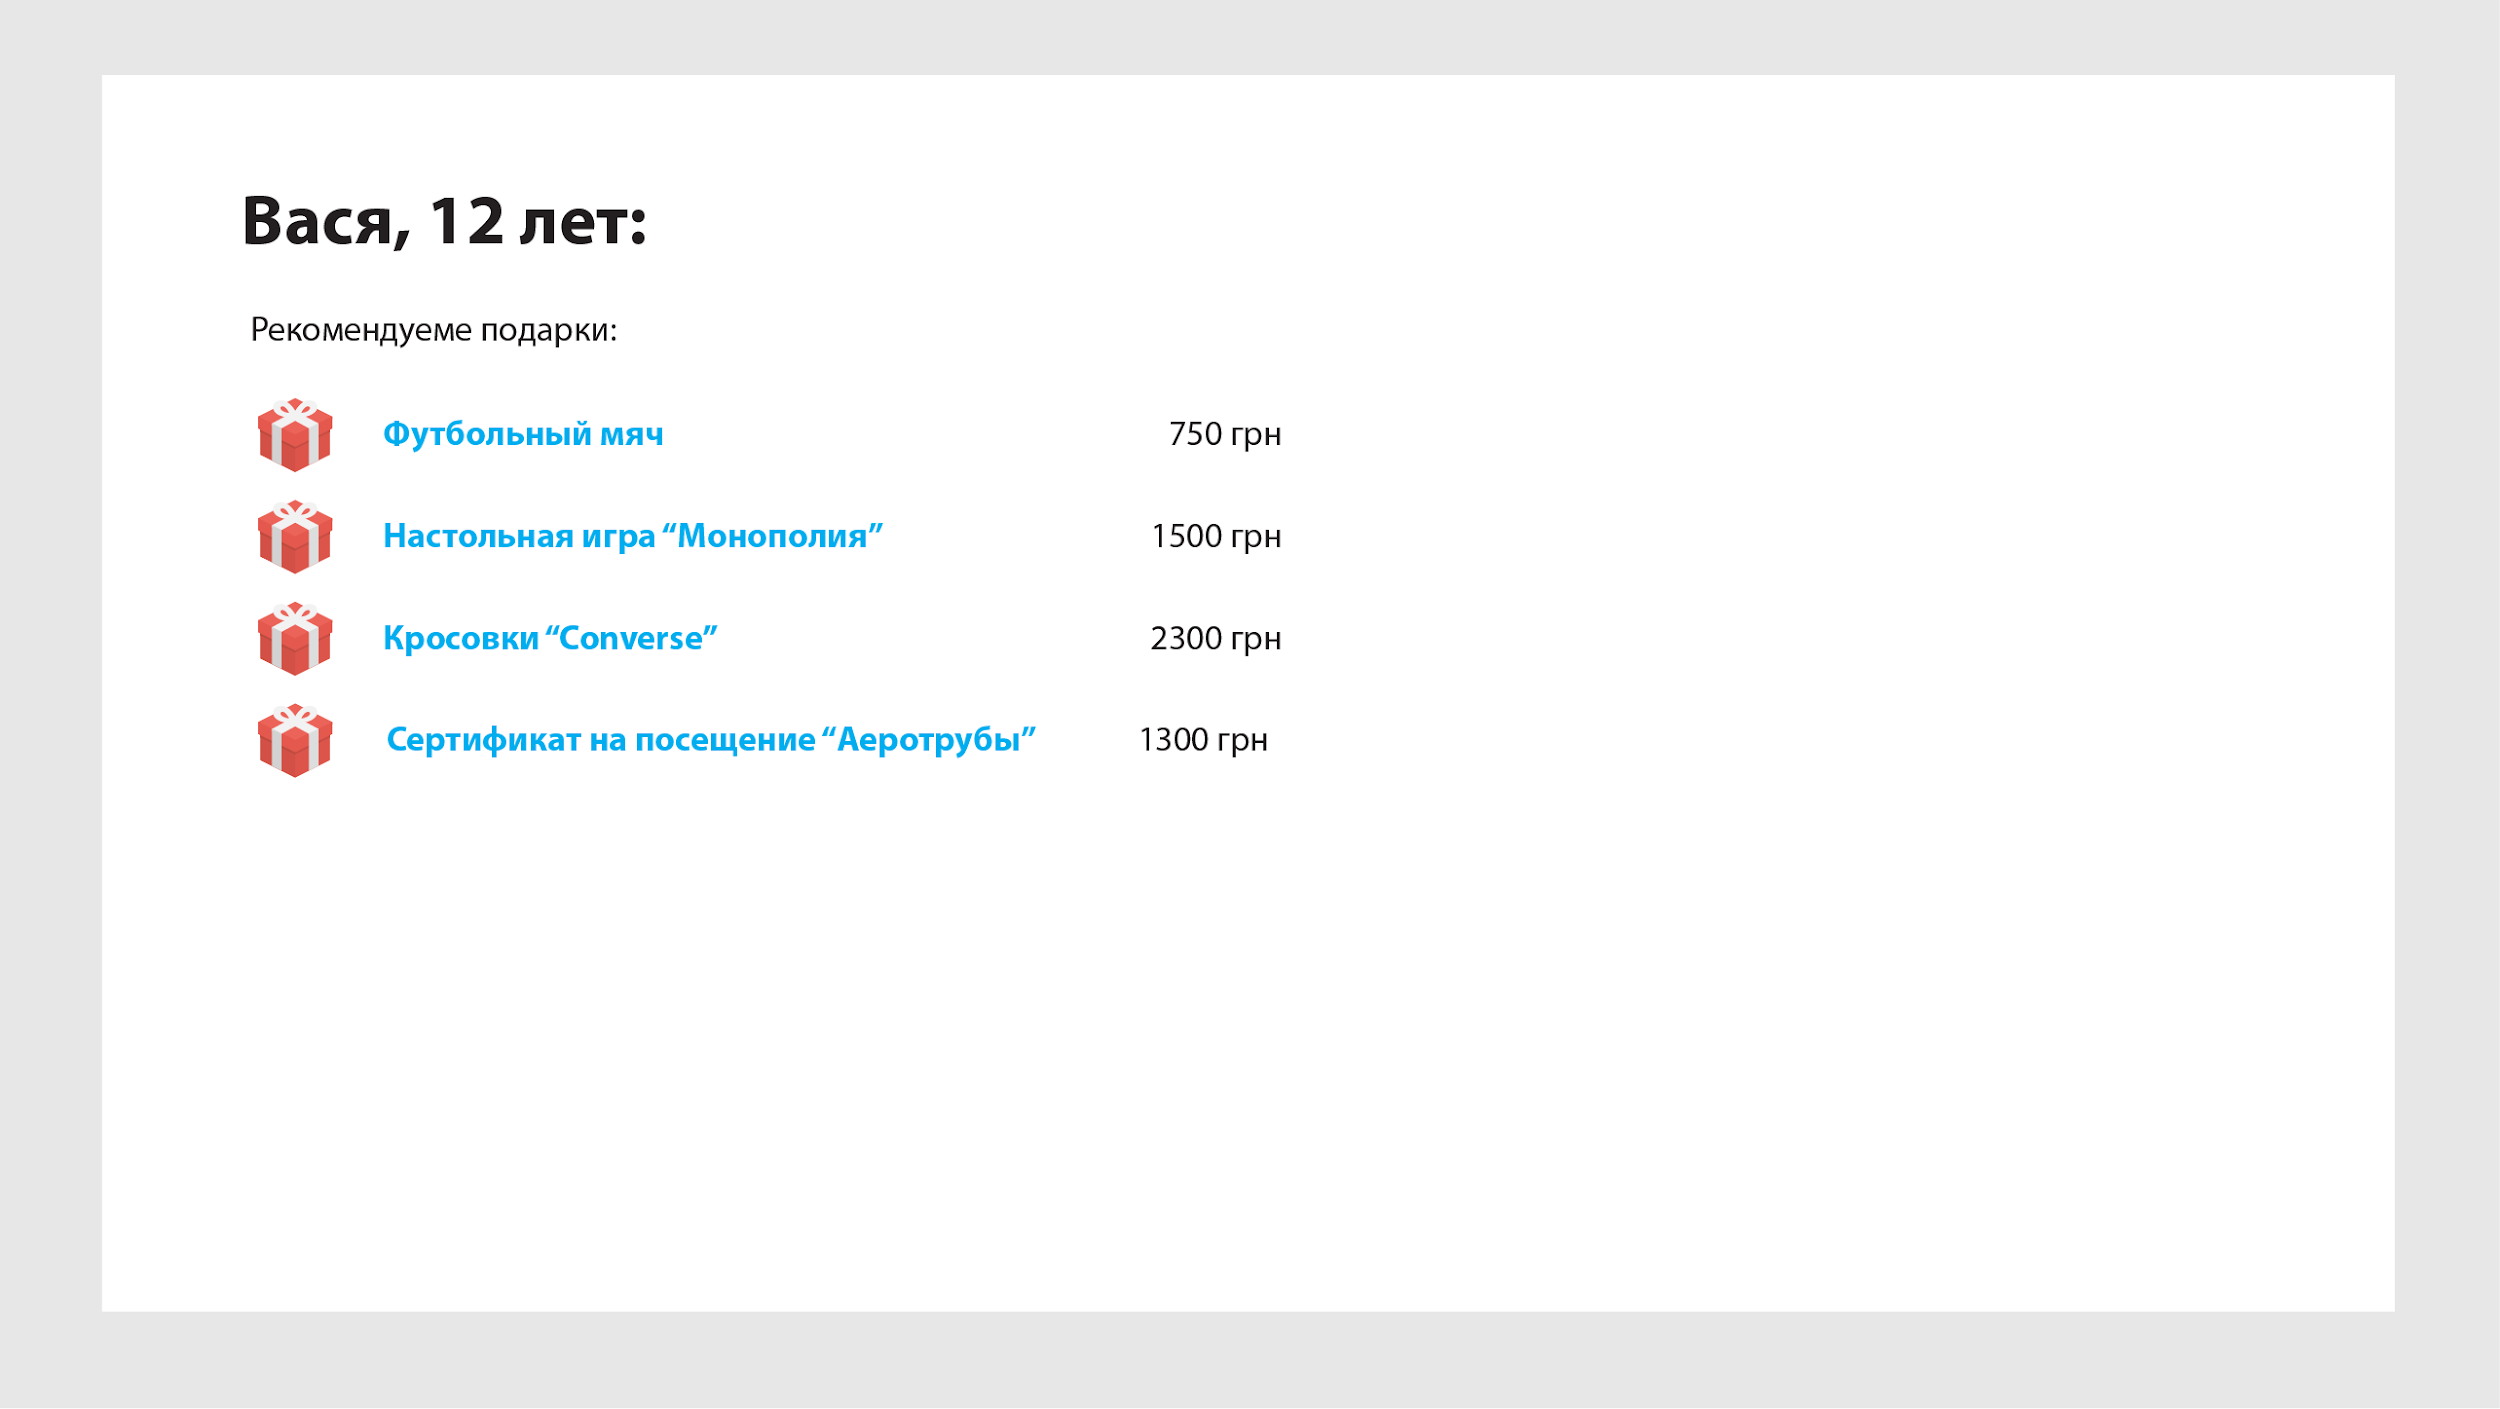 Вася, 12 лет:
Рекомендуеме подарки:
Футбольный мяч 750 грн
Настольная игра “Монополия” 1500 грн
Кросовки “Converse” 2300 грн
Сертификат на посещение “Аеротрубы” 1300 грн